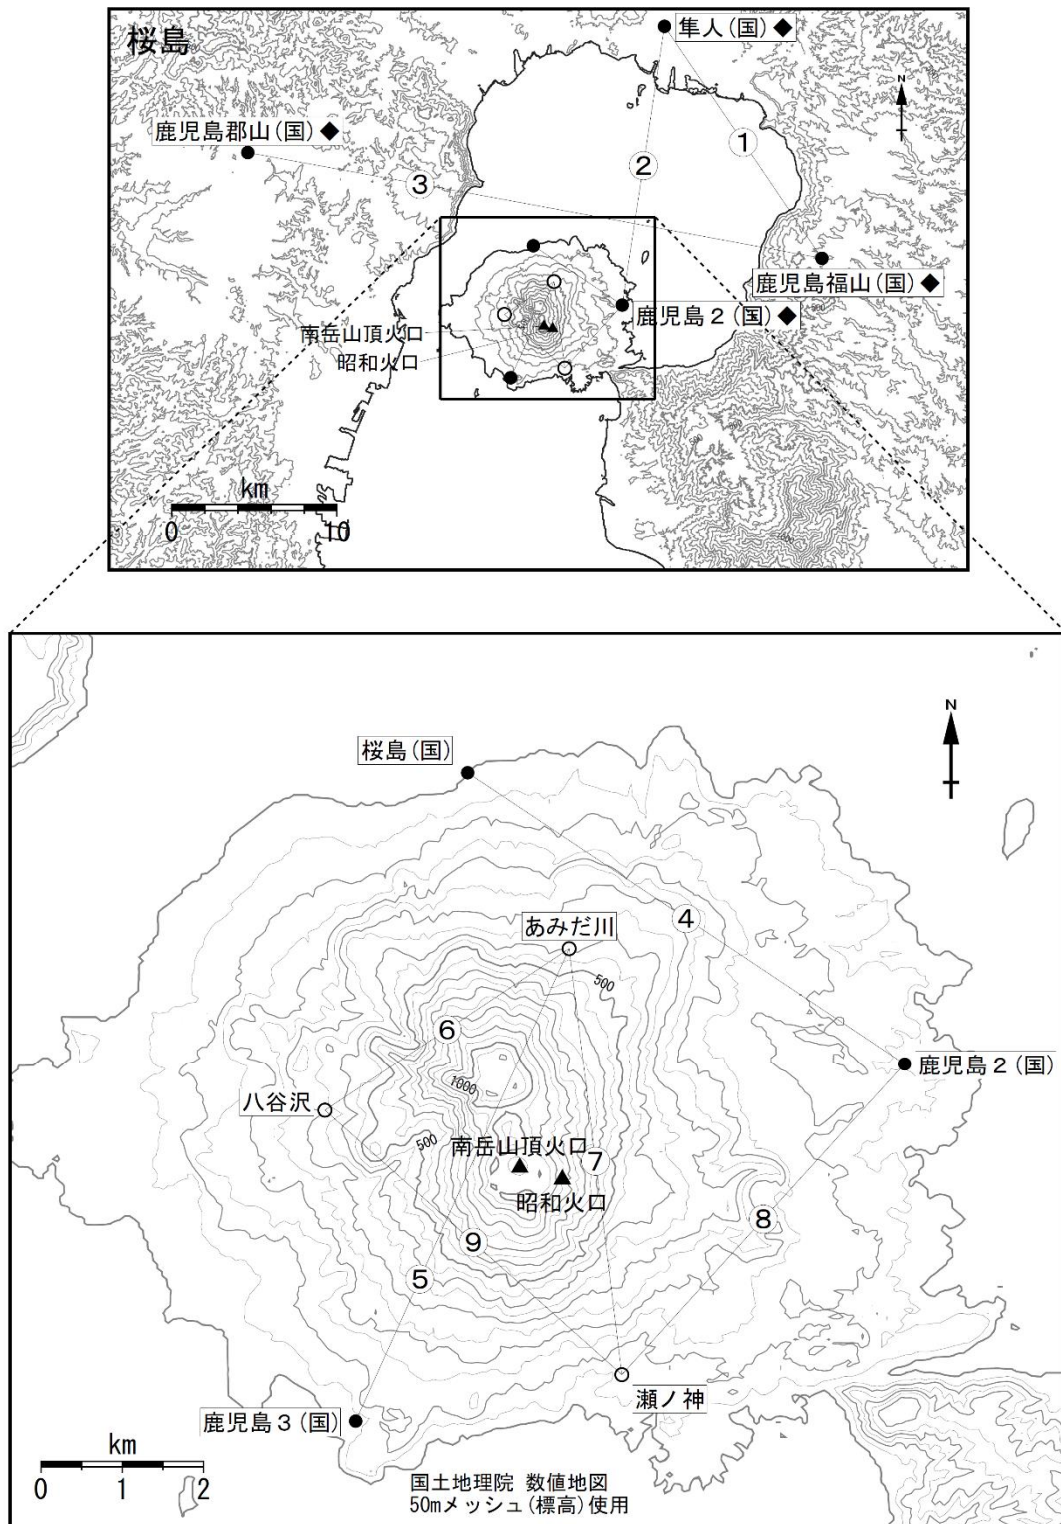 桜島
隼人(国)◆
N
鹿児島郡山(国)◆
①
②
③
鹿児島福山(国)◆
鹿児島2(国)◆
南岳山頂火口
昭和火口
km
0 10
N
桜島(国)
④
あみだ川
500
⑥
1000
鹿児島2(国)
八谷沢
500
南岳山頂火口
⑦
昭和火口
⑧
⑨
⑤
瀬ノ神
鹿児島3(国)
km
0 1 2
国土地理院 数値地図
50mメッシュ(標高)使用